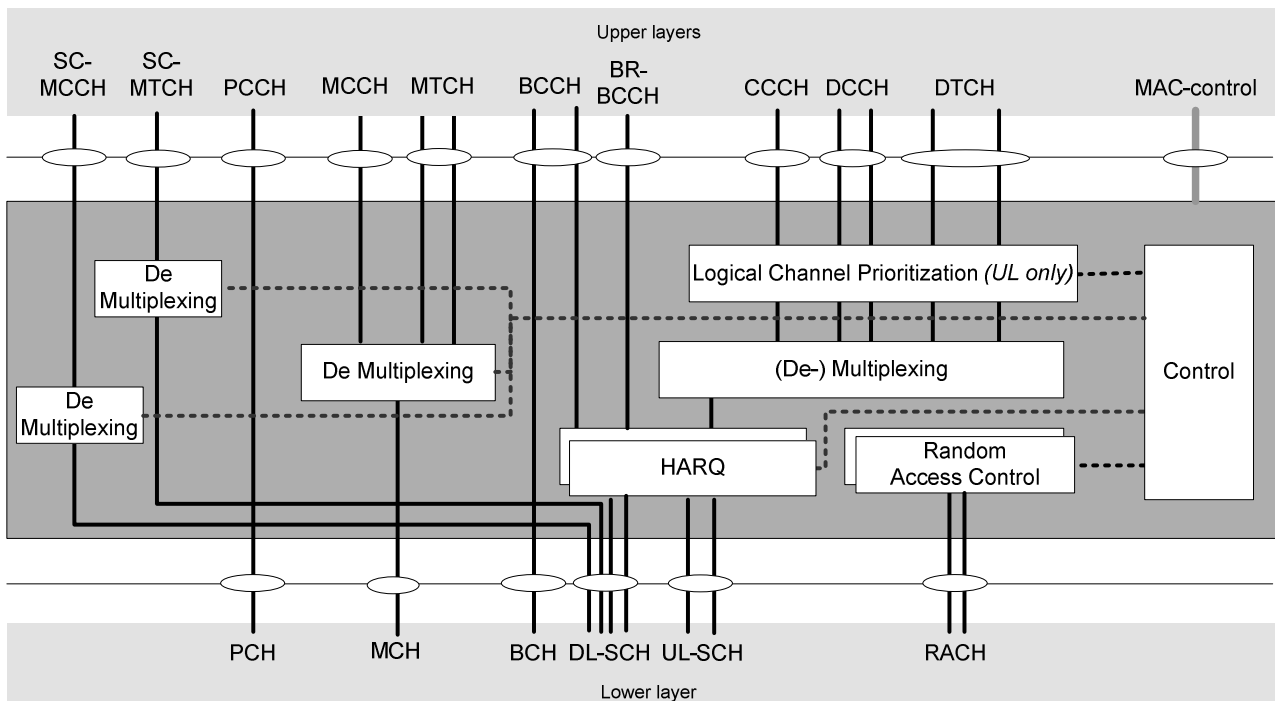 Upper layers
SC-
MCCH
SC-
MTCH
PCCH
MCCH
MTCH
BCCH
BR-
BCCH
CCCH
DCCH
DTCH
MAC-control
De
Multiplexing
Logical Channel Prioritization (UL only)
De Multiplexing
(De-) Multiplexing
Control
De
Multiplexing
HARQ
Random
Access Control
PCH
MCH
BCH
DL-SCH
UL-SCH
RACH
Lower layer